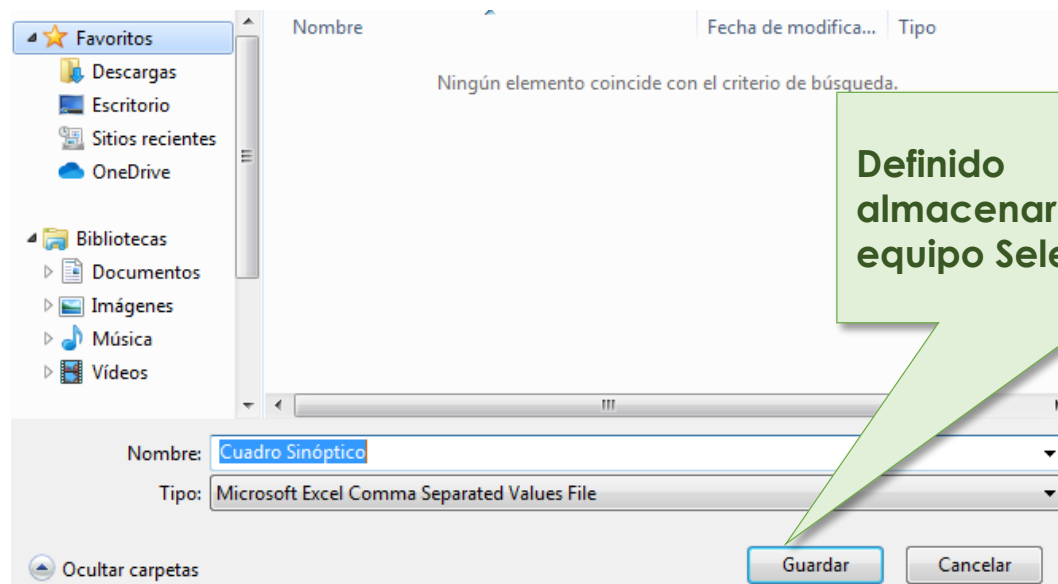 Favoritos
Descargas
Escritorio
Sitios recientes
OneDrive
Bibliotecas
Documentos
Imágenes
Música
Vídeos
Nombre Fecha de modifica... Tipo
Ningún elemento coincide con el criterio de búsqueda.
Definido
almacenar
equipo Sele
Nombre: Cuadro Sinóptico
Tipo: Microsoft Excel Comma Separated Values File
Ocultar carpetas
Guardar Cancelar